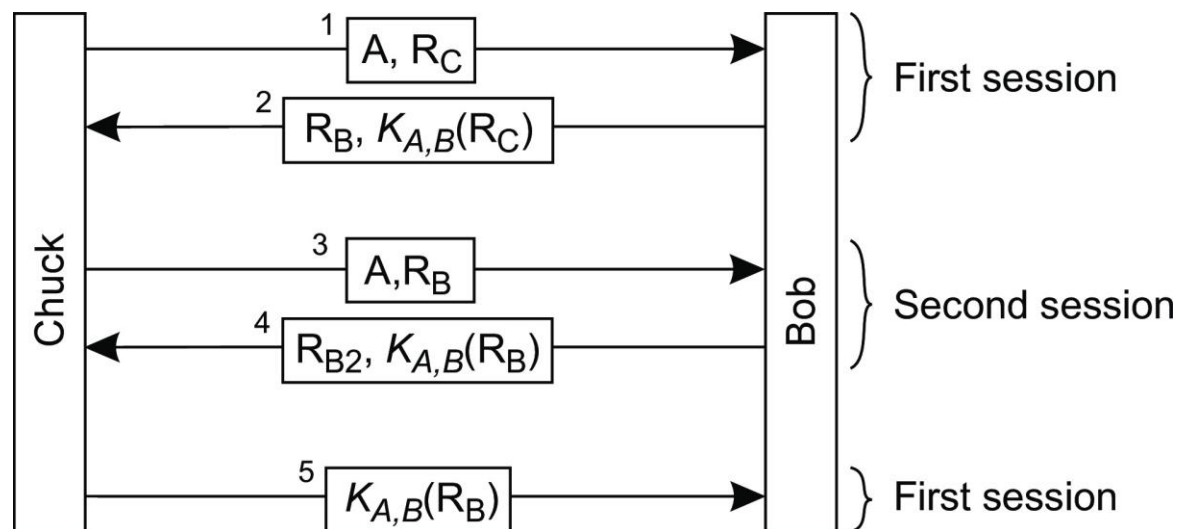 1
A, R_C
First session
2
R_B, K_A,B(R_C)
Chuck
Bob
3
A,R_B
Second session
4
R_B2, K_A,B(R_B)
5
K_A,B(R_B)
First session